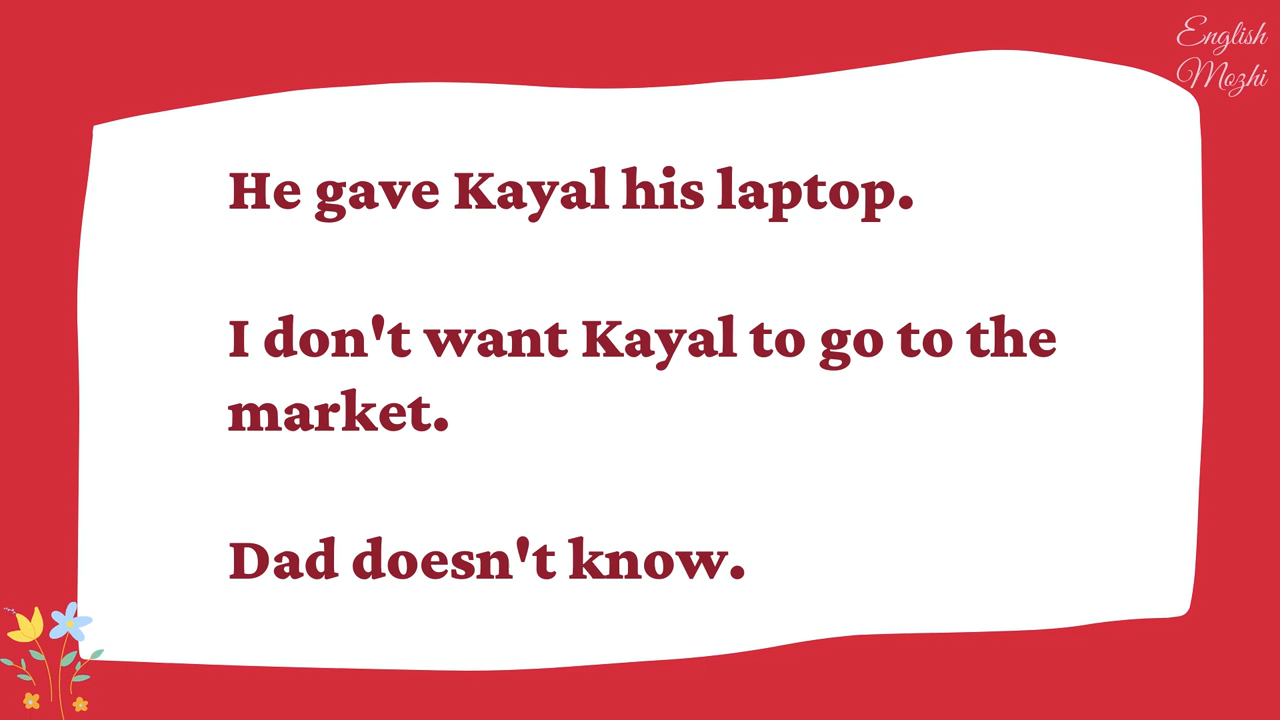 English
Mozhi
He gave Kayal his laptop.
I don't want Kayal to go to the
market.
Dad doesn't know.